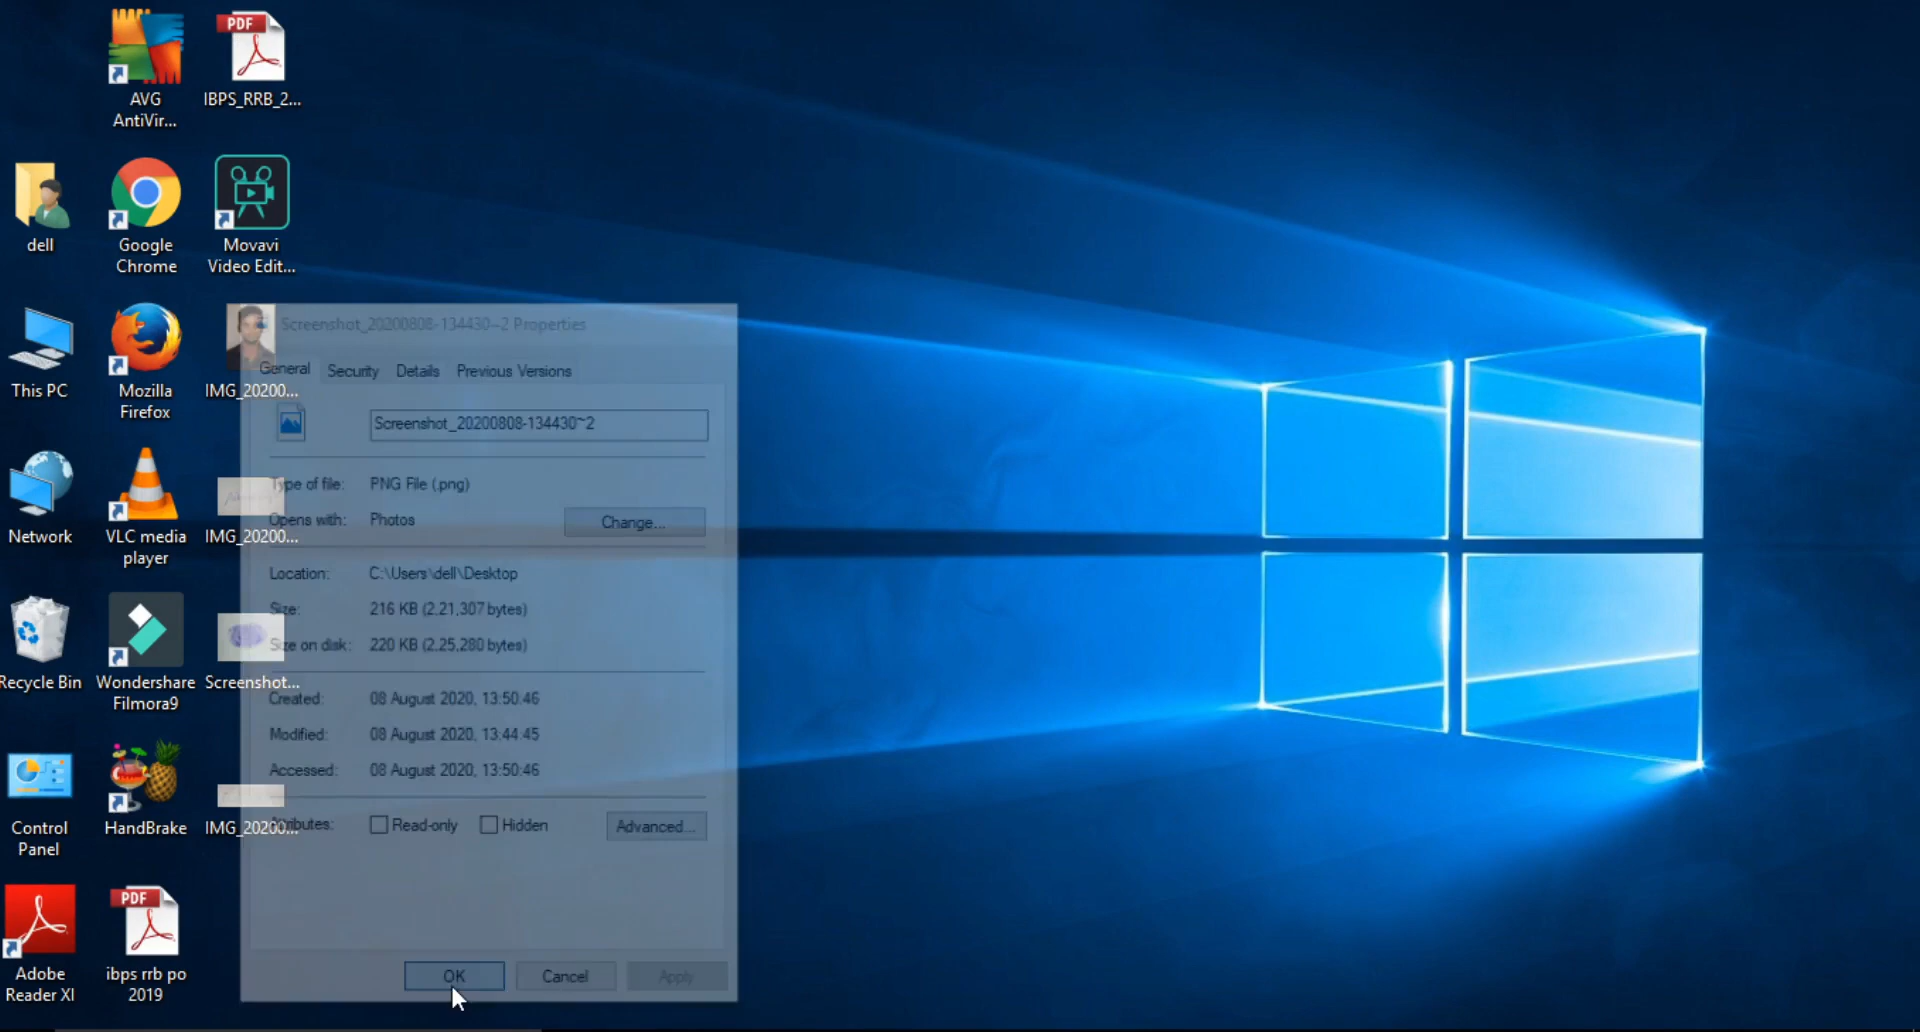 PDF
AVG
AntiVir...
IBPS_RRB_2...
dell
Google
Chrome
Movavi
Video Edit...
This PC
Mozilla
Firefox
IMG_20200...
Network
VLC media
player
IMG_20200...
Recycle Bin
Wondershare
Filmora9
Screenshot...
Control
Panel
HandBrake
IMG_20200...
PDF
Adobe
Reader XI
ibps rrb po
2019
Screenshot_20200808-134430~2 Properties
General Security Details Previous Versions
Screenshot_20200808-134430~2
Type of file: PNG File (.png)
Opens with: Photos Change...
Location: C:\Users\dell\Desktop
Size: 216 KB (2,21,307 bytes)
Size on disk: 220 KB (2,25,280 bytes)
Created: 08 August 2020, 13:50:46
Modified: 08 August 2020, 13:44:45
Accessed: 08 August 2020, 13:50:46
Attributes: Read-only Hidden Advanced...
OK Cancel Apply